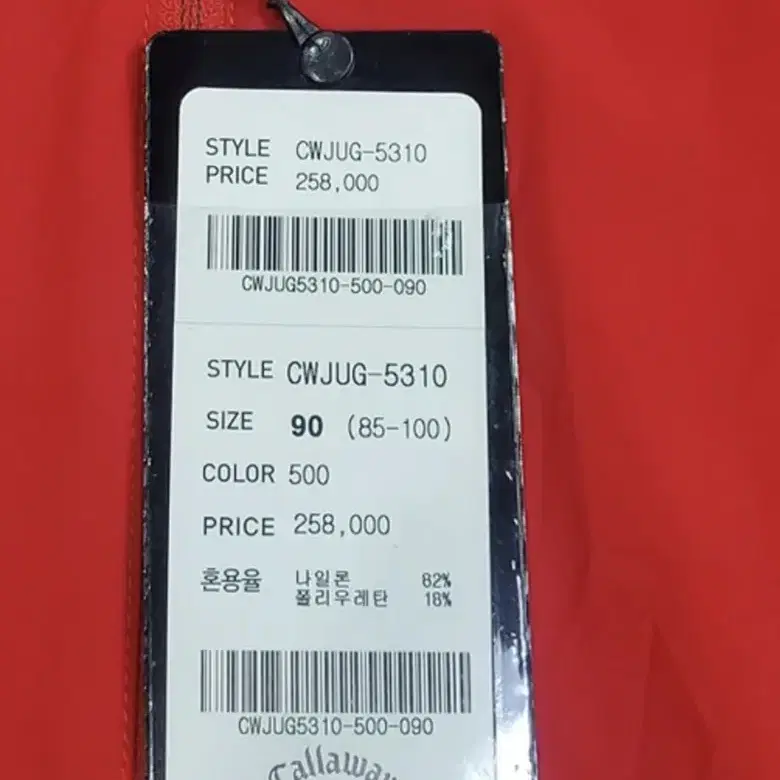 STYLE CWJUG-5310
PRICE 258,000
CWJUG5310-500-090
STYLE CWJUG-5310
SIZE 90 (85-100)
COLOR 500
PRICE 258,000
혼용율 나일론 82%
폴리우레탄 18%
CWJUG5310-500-090
Callaway